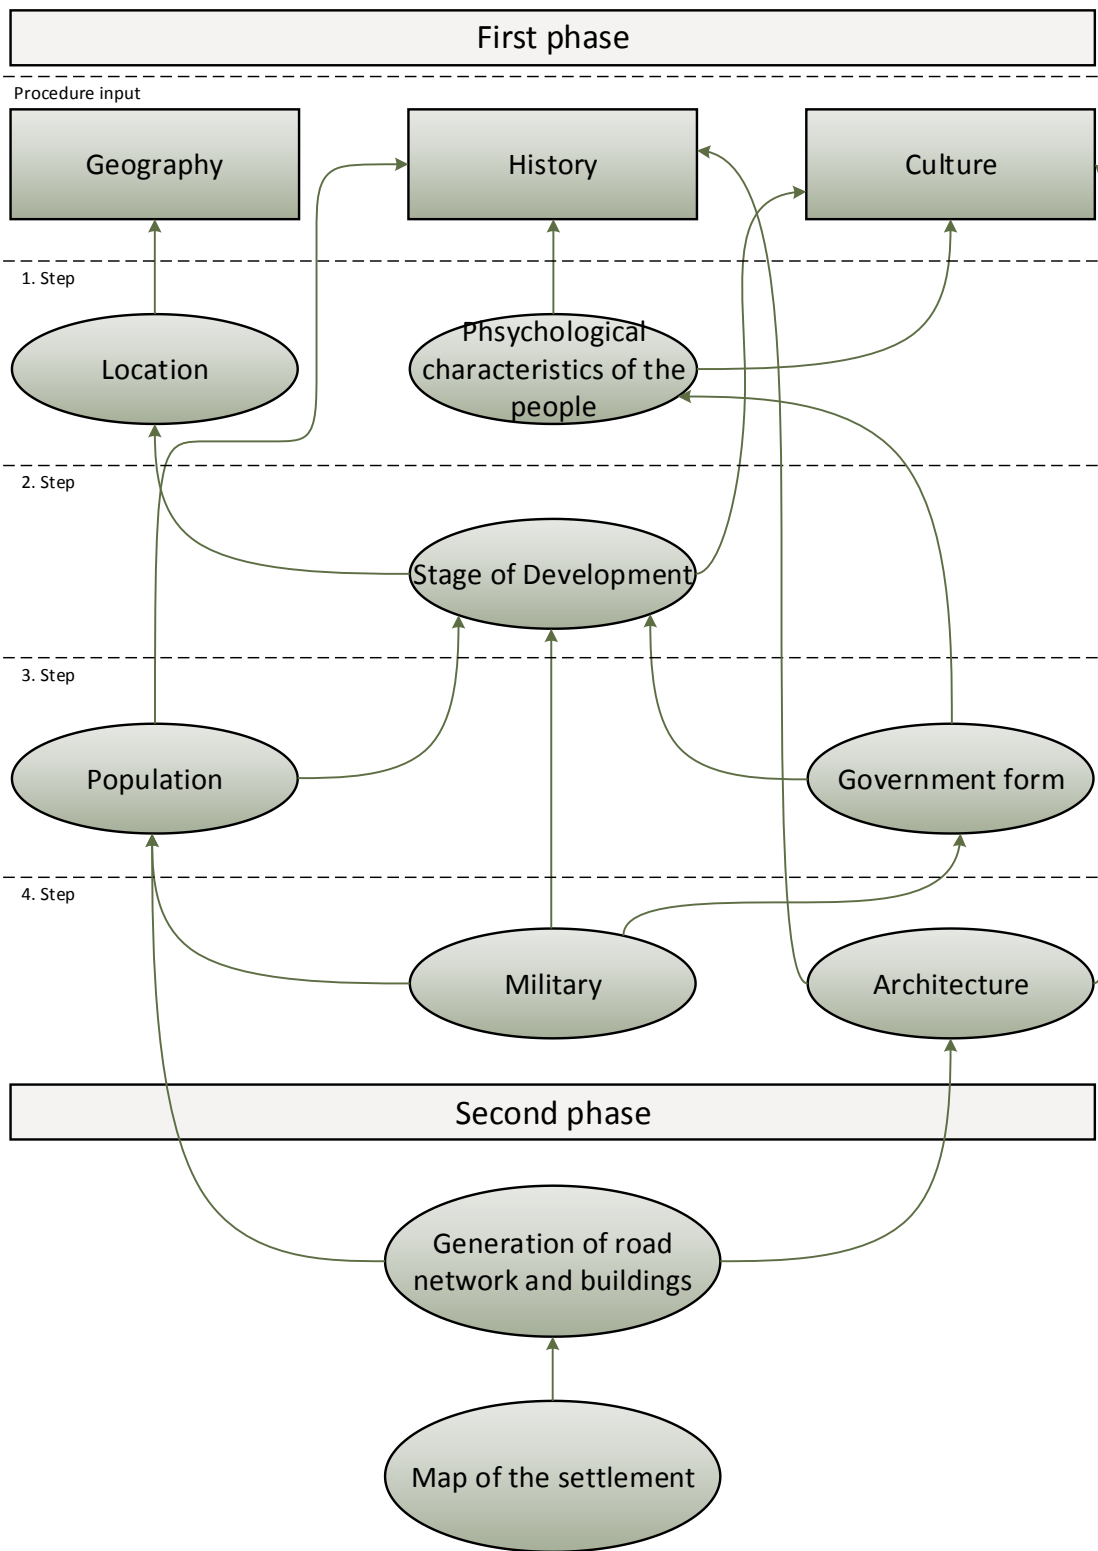 First phase
Procedure input
Geography
History
Culture
1. Step
Location
Phsychological
characteristics of the
people
2. Step
Stage of Development
3. Step
Population
Government form
4. Step
Military
Architecture
Second phase
Generation of road
network and buildings
Map of the settlement